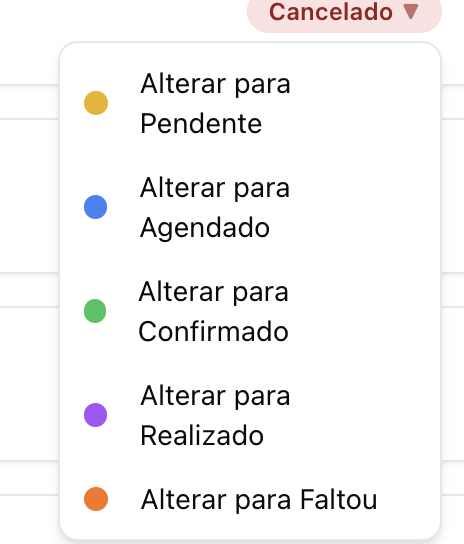 Cancelado ▼
Alterar para
Pendente
Alterar para
Agendado
Alterar para
Confirmado
Alterar para
Realizado
Alterar para Faltou